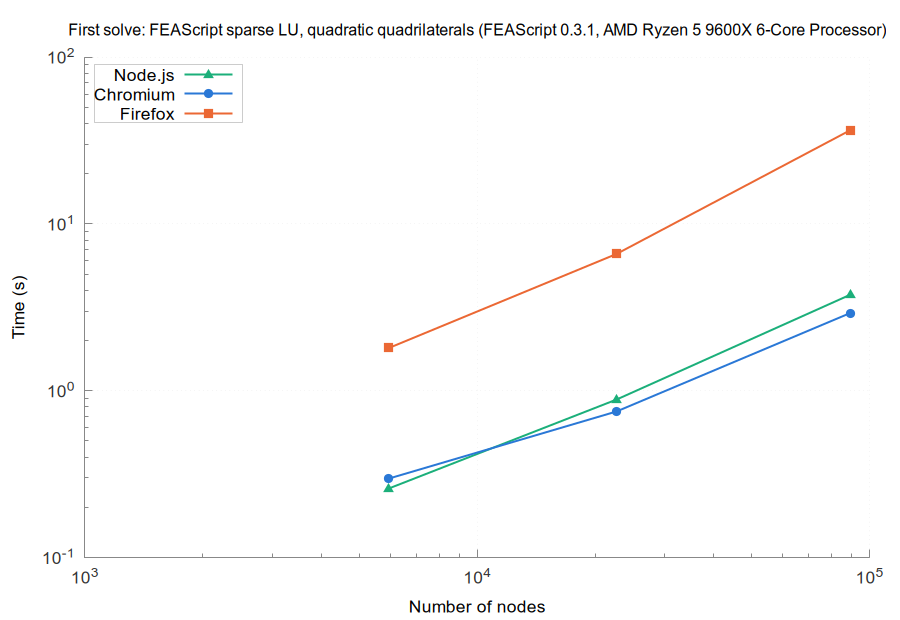 First solve: FEAScript sparse LU, quadratic quadrilaterals (FEAScript 0.3.1, AMD Ryzen 5 9600X 6-Core Processor)
10²
Node.js
Chromium
Firefox
10¹
Time (s)
10⁰
10⁻¹
10³
10⁴
10⁵
Number of nodes